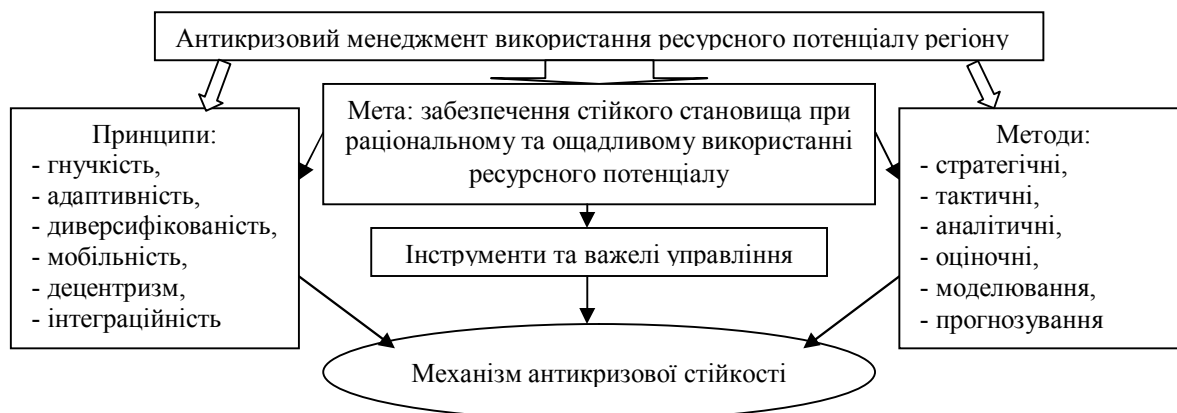 Антикризовий менеджмент використання ресурсного потенціалу регіону
Принципи:
- гнучкість,
- адаптивність,
- диверсифікованість,
- мобільність,
- децентризм,
- інтеграційність
Мета: забезпечення стійкого становища при
раціональному та ощадливому використанні
ресурсного потенціалу
Інструменти та важелі управління
Методи:
- стратегічні,
- тактичні,
- аналітичні,
- оціночні,
- моделювання,
- прогнозування
Механізм антикризової стійкості